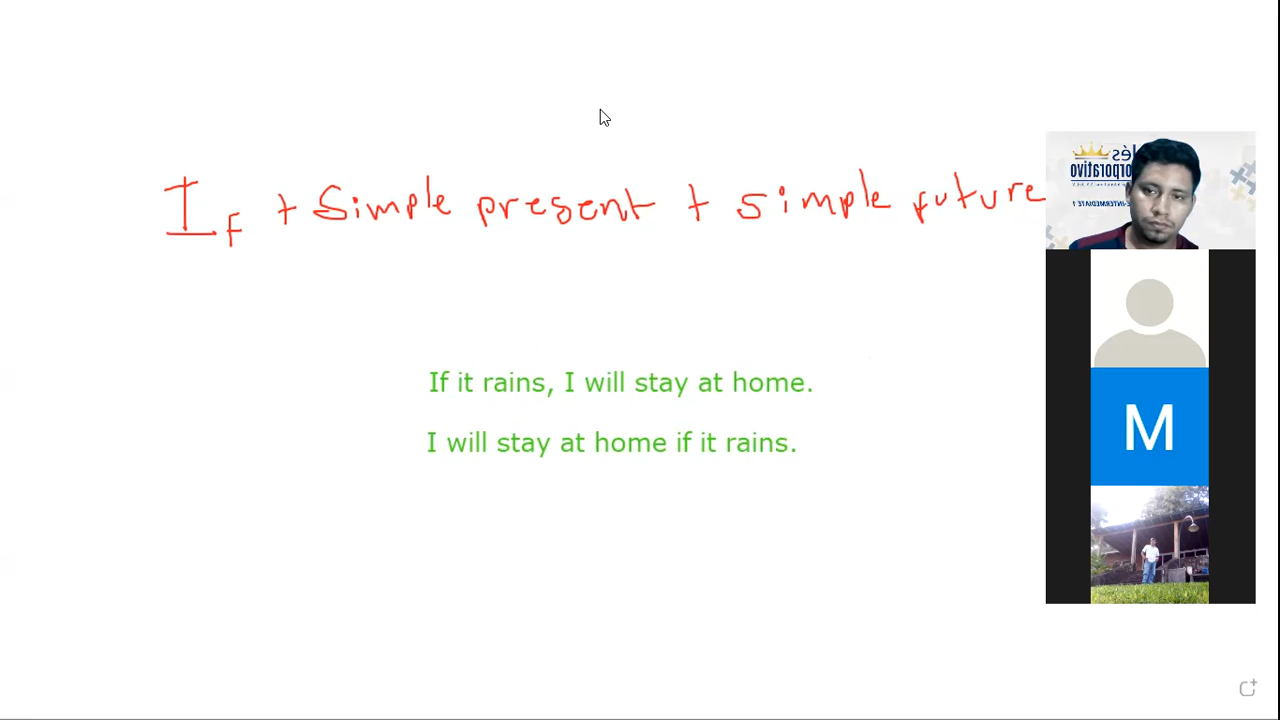 If + Simple present + simple future
If it rains, I will stay at home.
I will stay at home if it rains.
M